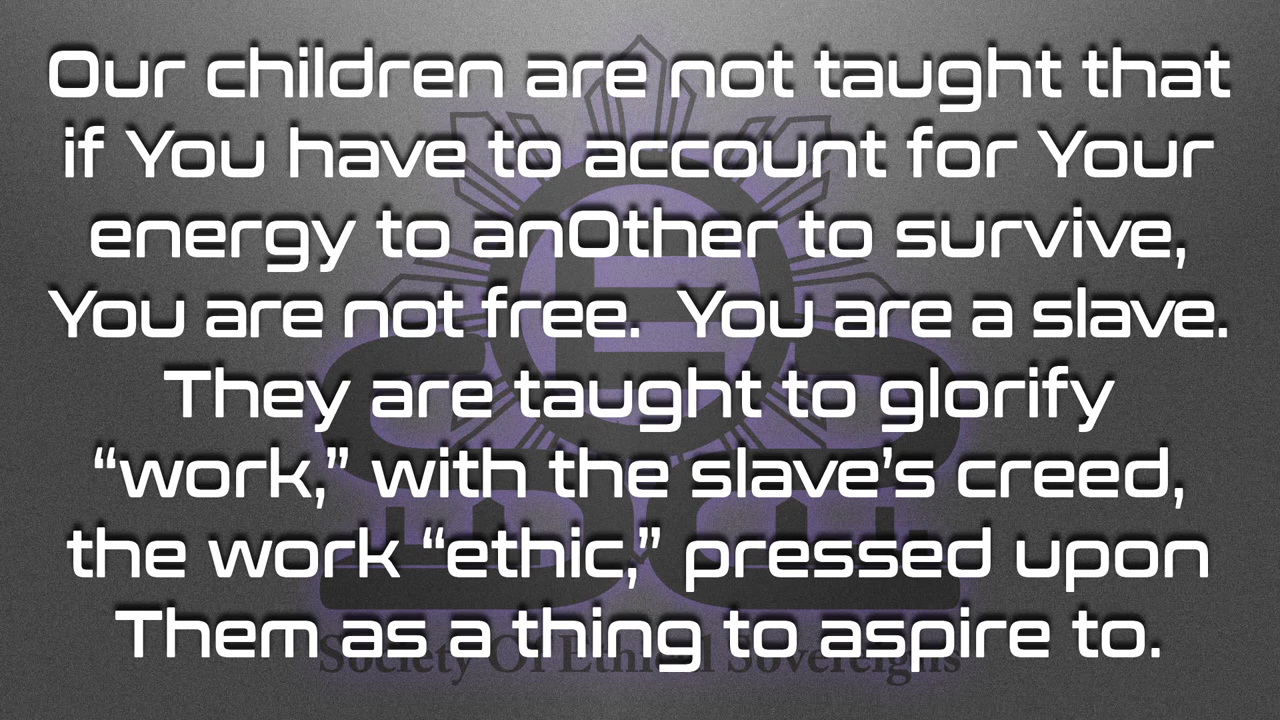 Our children are not taught that
if You have to account for Your
energy to anOther to survive,
You are not free.  You are a slave.
They are taught to glorify
“work,” with the slave’s creed,
the work “ethic,” pressed upon
Them as a thing to aspire to.
Society Of Ethical Sovereigns